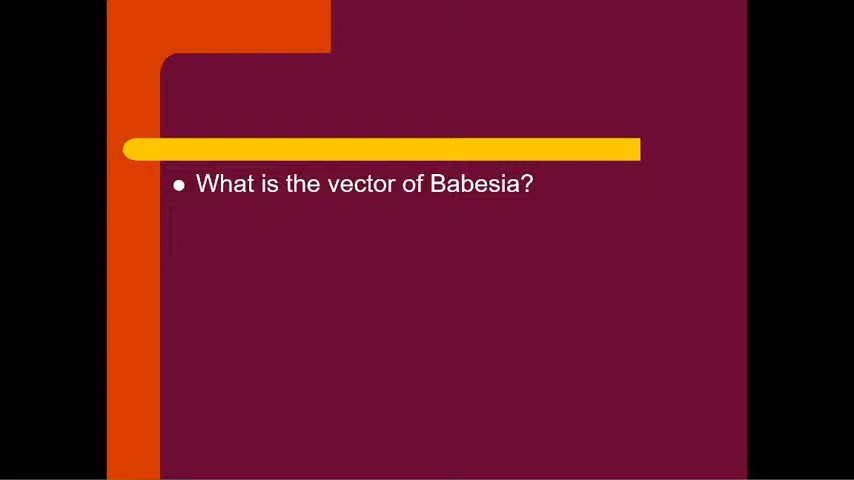 ● What is the vector of Babesia?